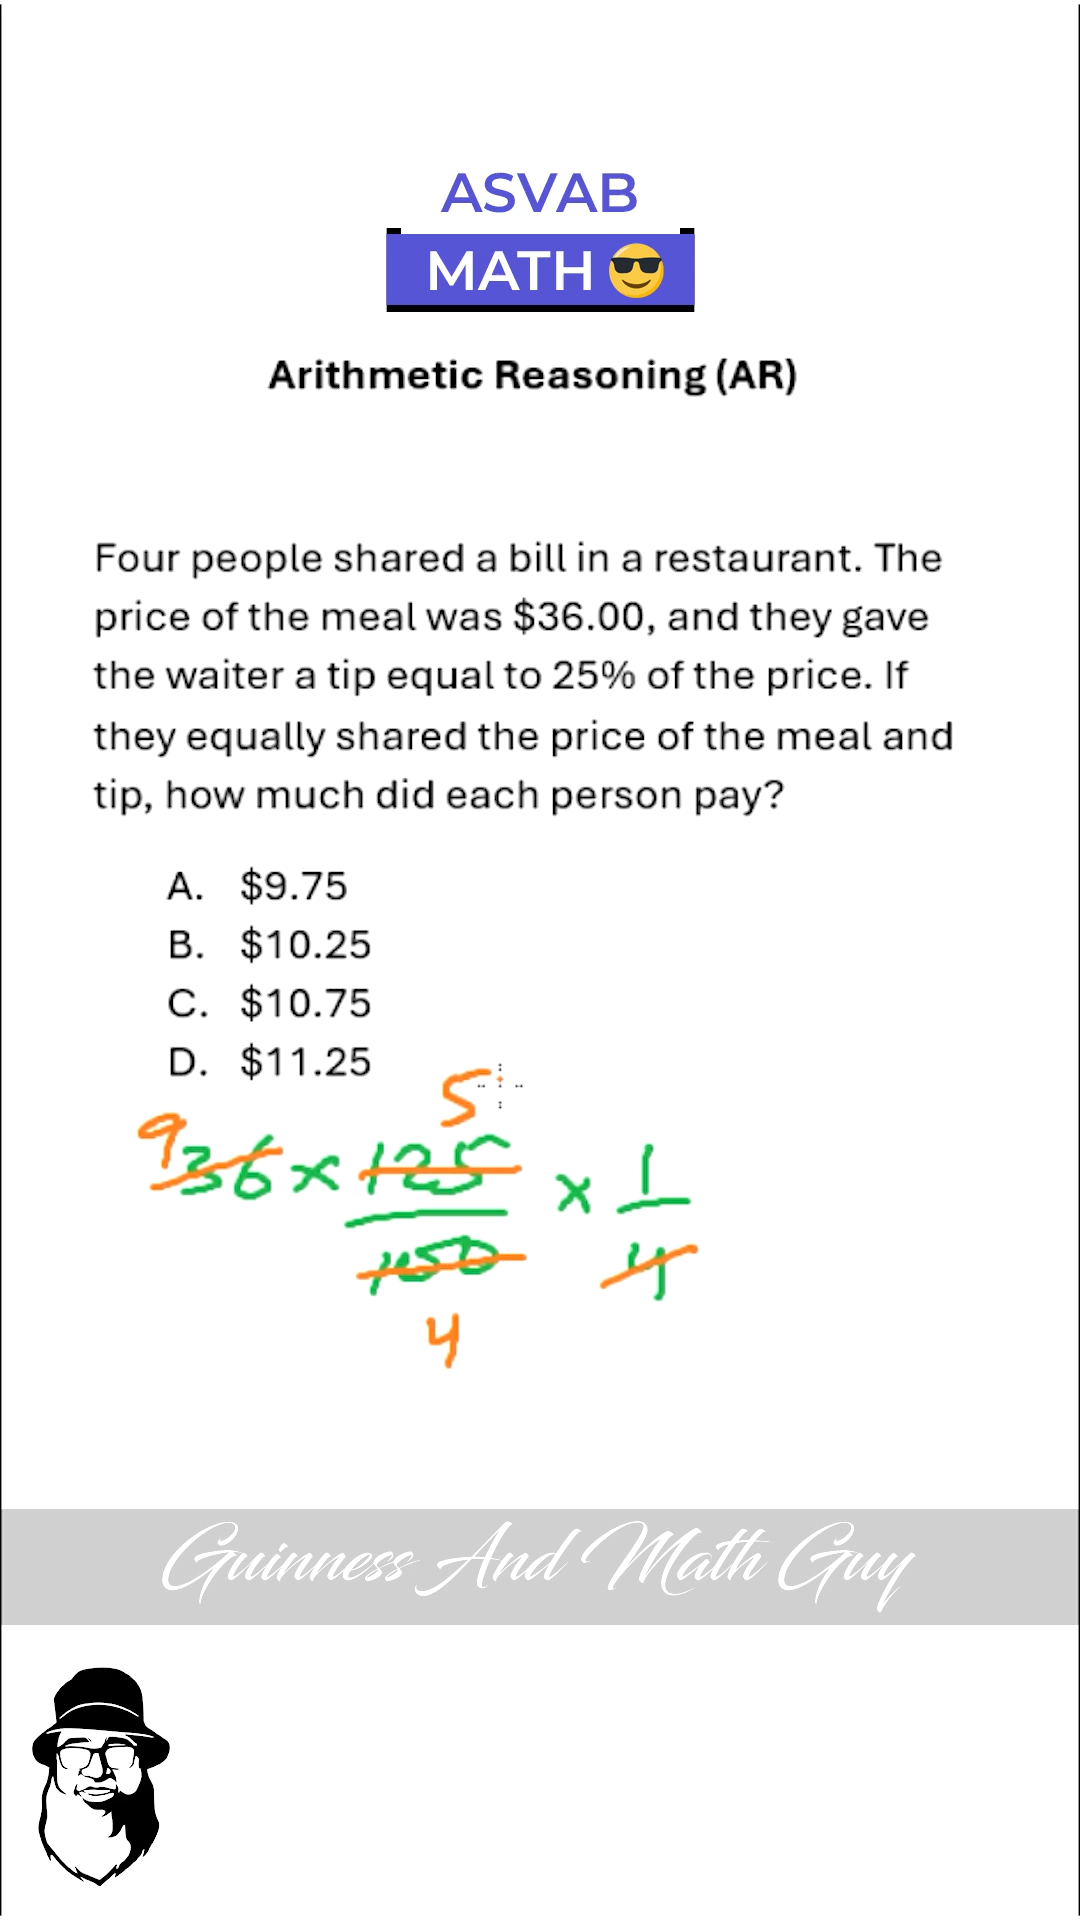 ASVAB
MATH 😎
Arithmetic Reasoning (AR)
Four people shared a bill in a restaurant. The
price of the meal was $36.00, and they gave
the waiter a tip equal to 25% of the price. If
they equally shared the price of the meal and
tip, how much did each person pay?
A. $9.75
B. $10.25
C. $10.75
D. $11.25
5
9
36 x 125 x 1
100 4
4
Guinness And Math Guy